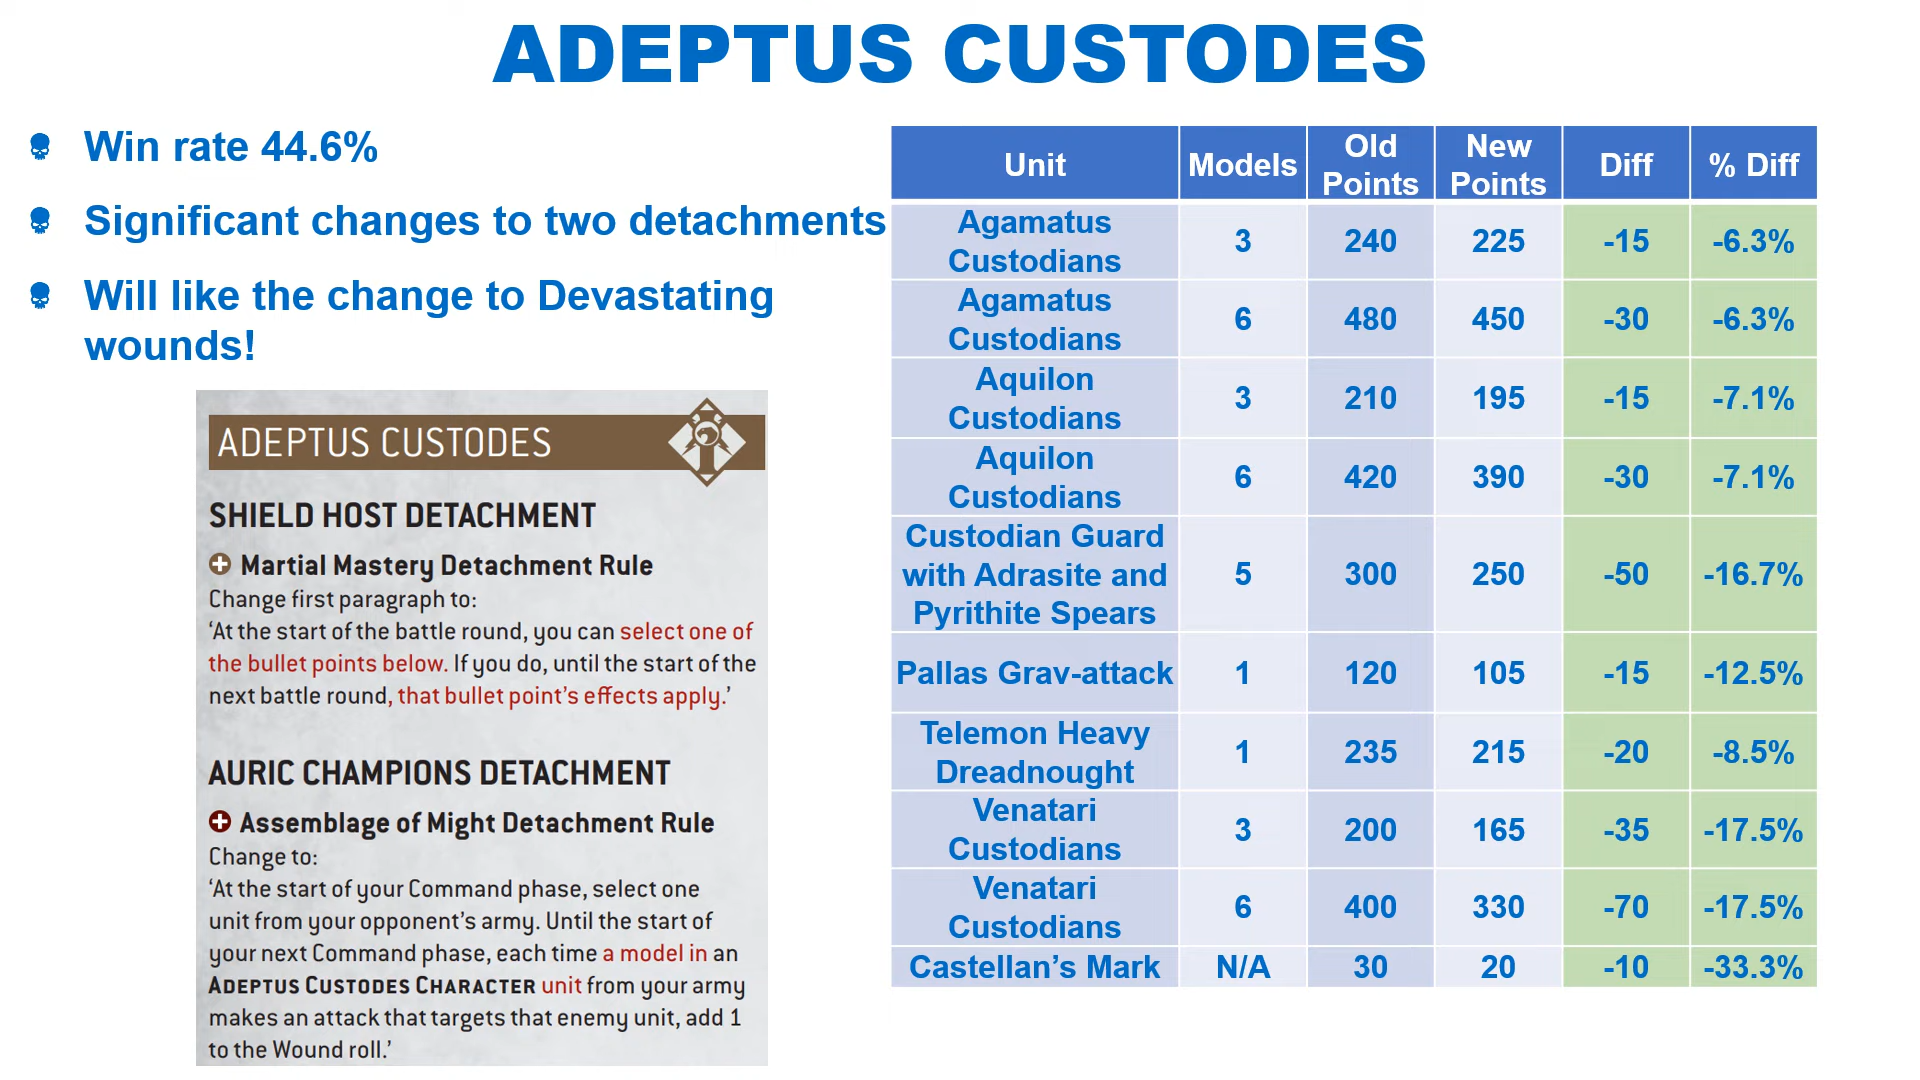 ADEPTUS CUSTODES
Win rate 44.6%
Significant changes to two detachments
Will like the change to Devastating
wounds!
ADEPTUS CUSTODES
SHIELD HOST DETACHMENT
Martial Mastery Detachment Rule
Change first paragraph to:
‘At the start of the battle round, you can select one of
the bullet points below. If you do, until the start of the
next battle round, that bullet point’s effects apply.’
AURIC CHAMPIONS DETACHMENT
Assemblage of Might Detachment Rule
Change to:
‘At the start of your Command phase, select one
unit from your opponent’s army. Until the start of
your next Command phase, each time a model in an
ADEPTUS CUSTODES CHARACTER unit from your army
makes an attack that targets that enemy unit, add 1
to the Wound roll.’
Unit Models Old Points New Points Diff % Diff
Agamatus Custodians 3 240 225 -15 -6.3%
Agamatus Custodians 6 480 450 -30 -6.3%
Aquilon Custodians 3 210 195 -15 -7.1%
Aquilon Custodians 6 420 390 -30 -7.1%
Custodian Guard with Adrasite and Pyrithite Spears 5 300 250 -50 -16.7%
Pallas Grav-attack 1 120 105 -15 -12.5%
Telemon Heavy Dreadnought 1 235 215 -20 -8.5%
Venatari Custodians 3 200 165 -35 -17.5%
Venatari Custodians 6 400 330 -70 -17.5%
Castellan’s Mark N/A 30 20 -10 -33.3%